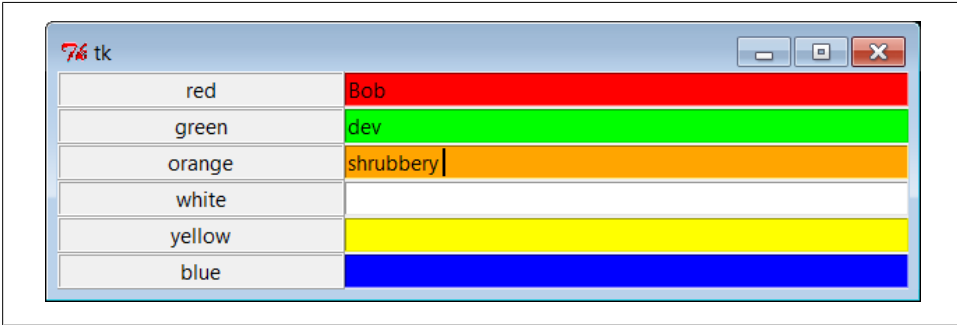 tk
red Bob
green dev
orange shrubbery
white
yellow
blue